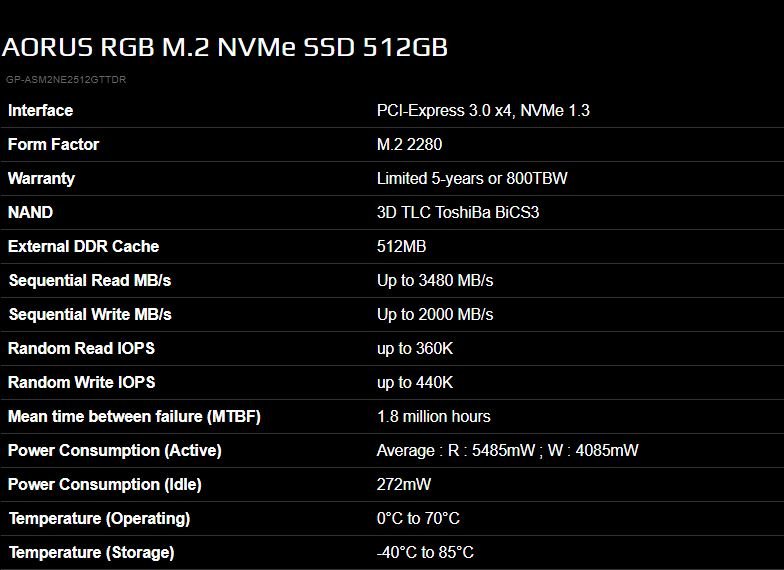 AORUS RGB M.2 NVMe SSD 512GB
GP-ASM2NE2512GTTDR
Interface PCI-Express 3.0 x4, NVMe 1.3
Form Factor M.2 2280
Warranty Limited 5-years or 800TBW
NAND 3D TLC ToshiBa BiCS3
External DDR Cache 512MB
Sequential Read MB/s Up to 3480 MB/s
Sequential Write MB/s Up to 2000 MB/s
Random Read IOPS up to 360K
Random Write IOPS up to 440K
Mean time between failure (MTBF) 1.8 million hours
Power Consumption (Active) Average : R : 5485mW ; W : 4085mW
Power Consumption (Idle) 272mW
Temperature (Operating) 0°C to 70°C
Temperature (Storage) -40°C to 85°C